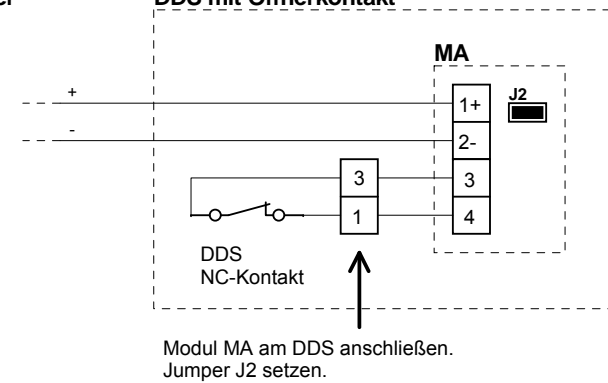 DDS mit Öffnerkontakt
MA
J2
+
1+
-
2-
3
3
1
4
DDS
NC-Kontakt
Modul MA am DDS anschließen.
Jumper J2 setzen.